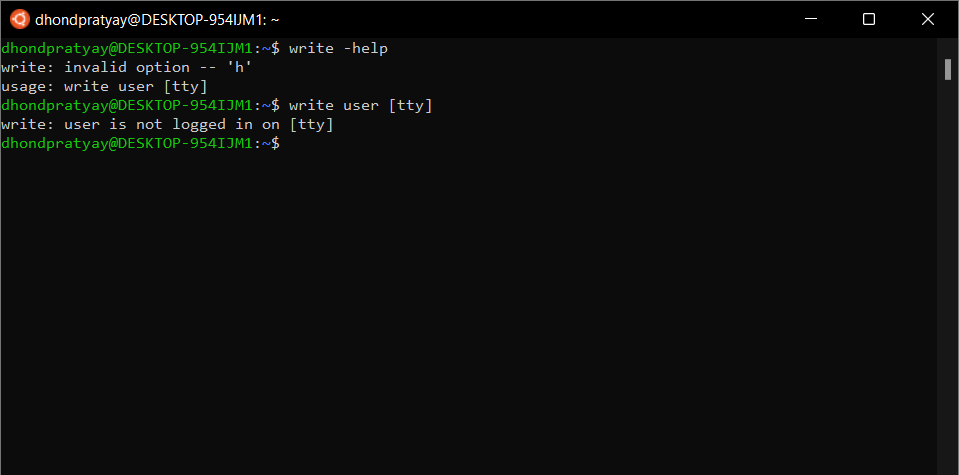 dhondpratyay@DESKTOP-954IJM1: ~
dhondpratyay@DESKTOP-954IJM1:~$ write -help
write: invalid option -- 'h'
usage: write user [tty]
dhondpratyay@DESKTOP-954IJM1:~$ write user [tty]
write: user is not logged in on [tty]
dhondpratyay@DESKTOP-954IJM1:~$